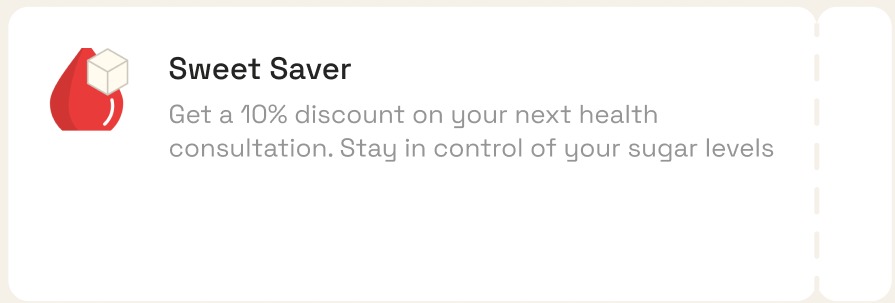 Sweet Saver
Get a 10% discount on your next health
consultation. Stay in control of your sugar levels